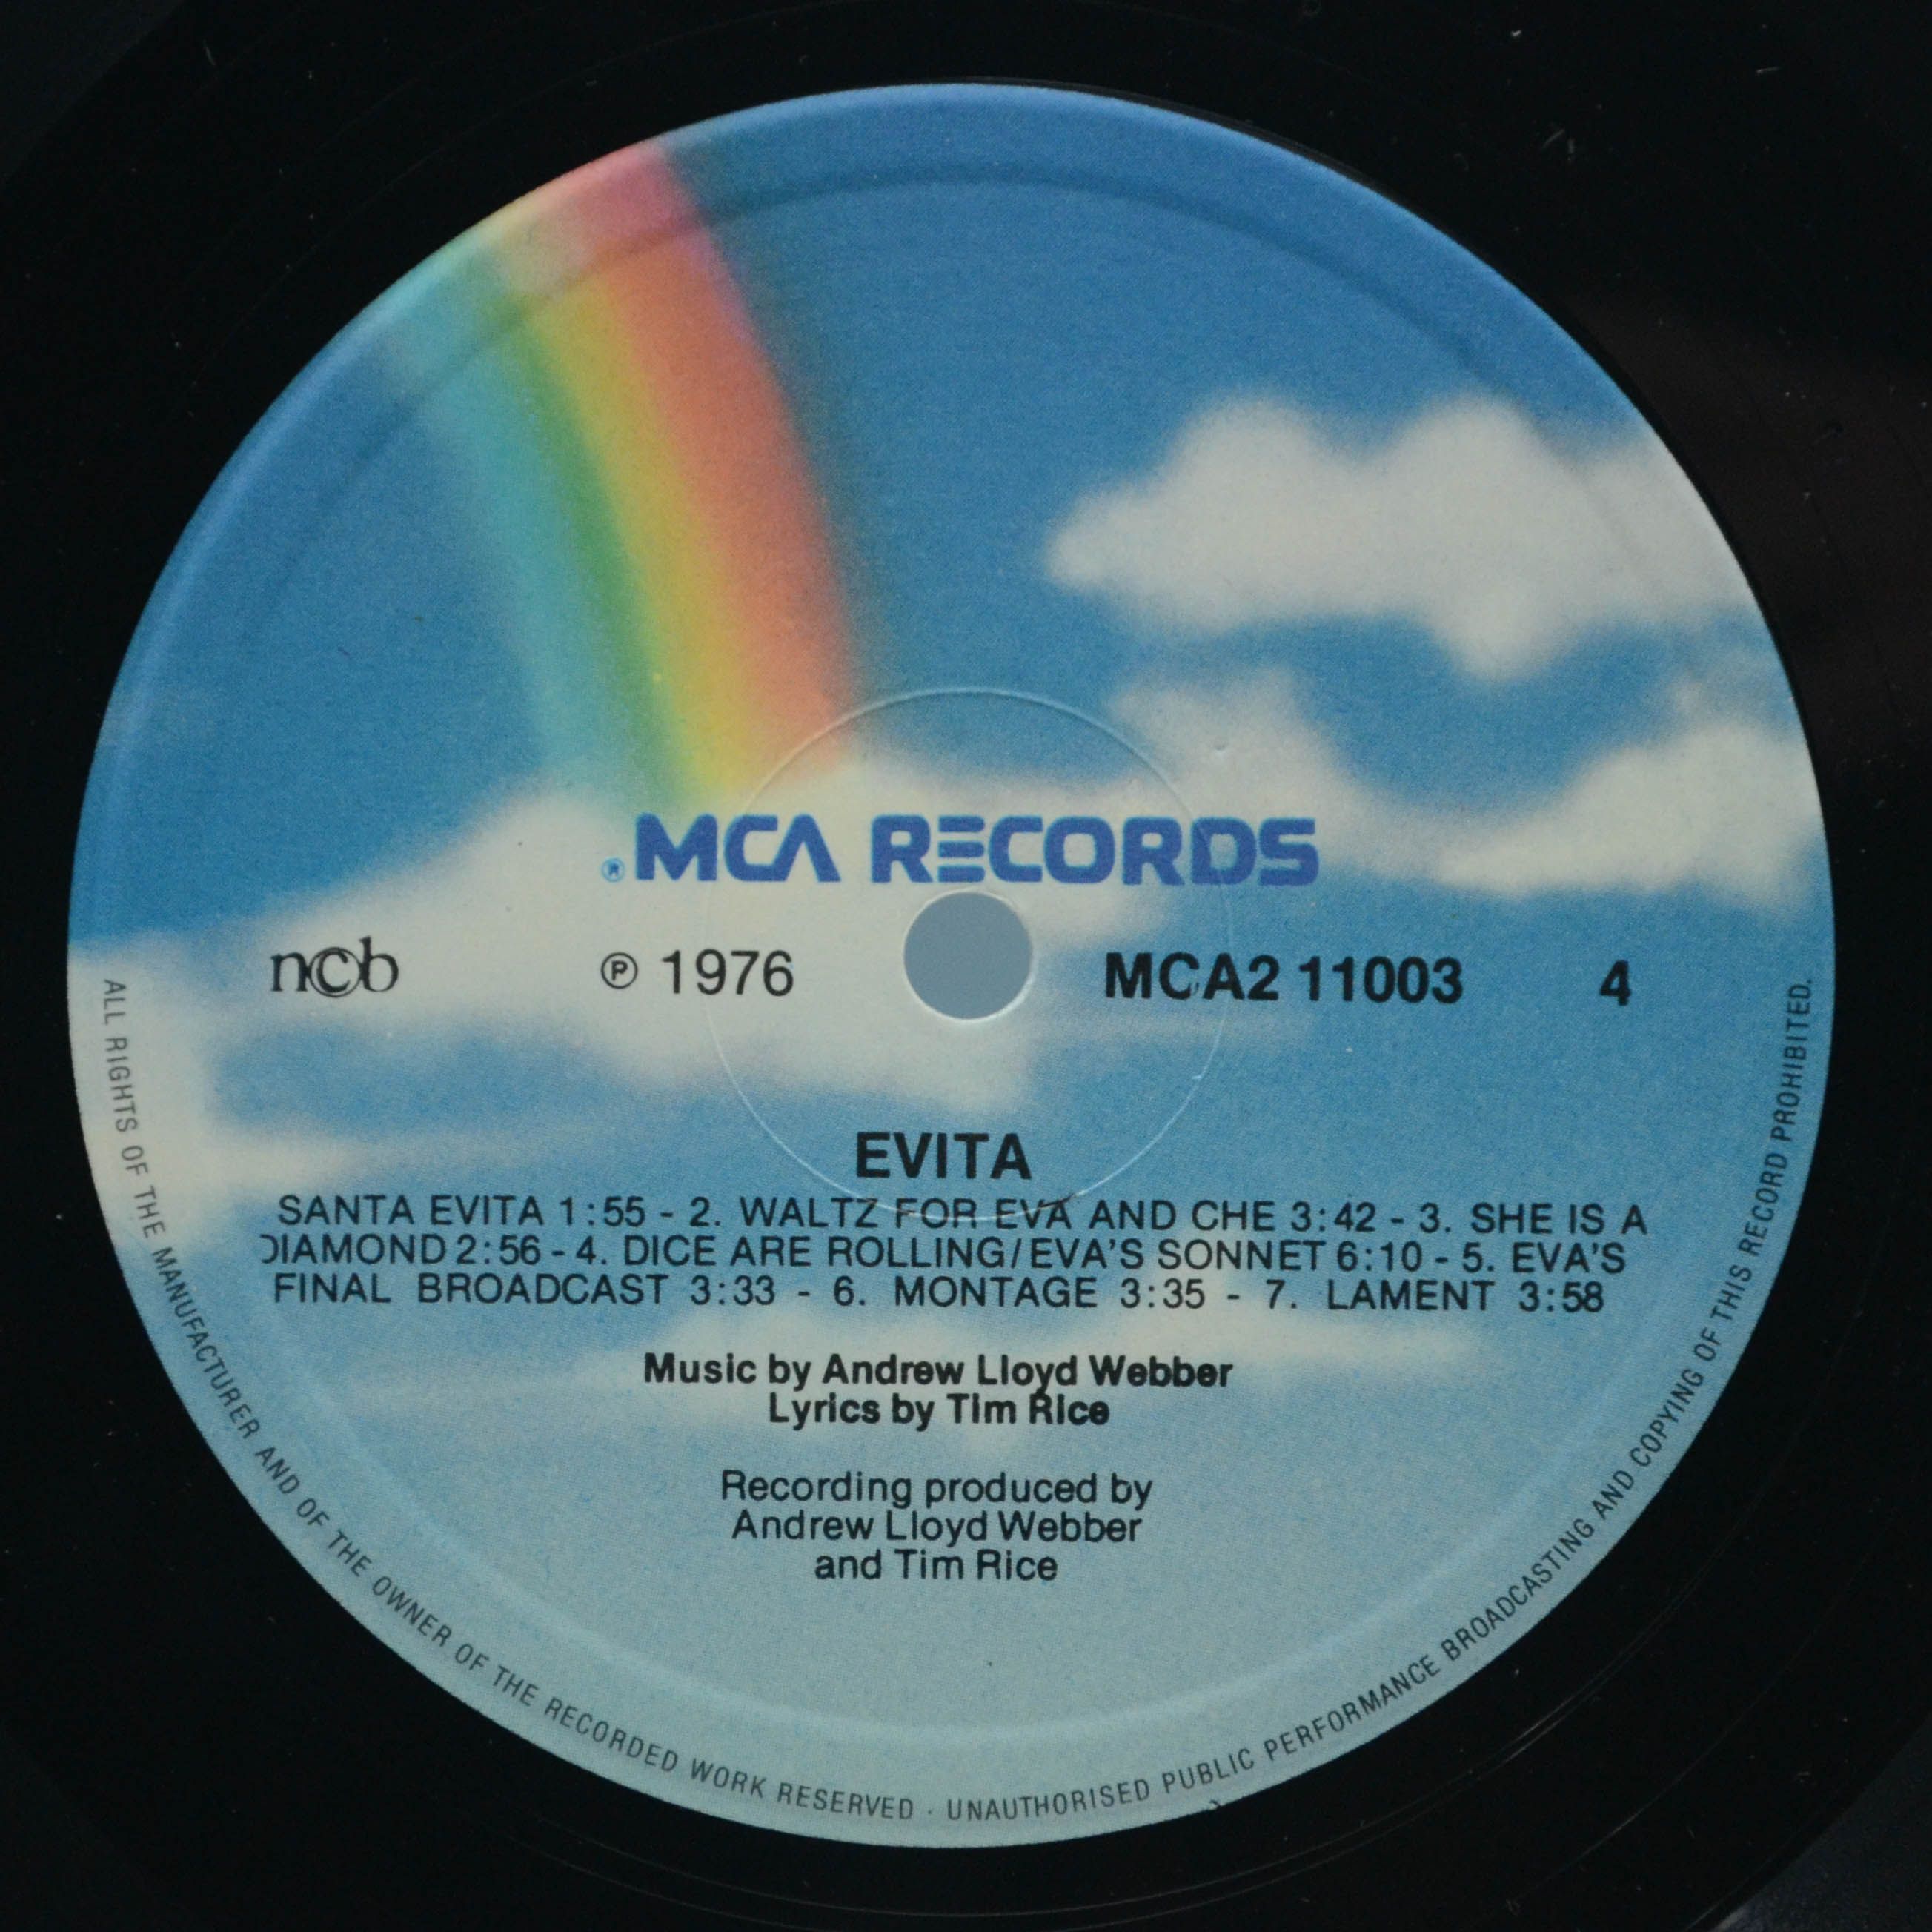 ® MCA RECORDS
ncb ℗ 1976 MCA2 11003 4
EVITA
SANTA EVITA 1:55 - 2. WALTZ FOR EVA AND CHE 3:42 - 3. SHE IS A
DIAMOND 2:56 - 4. DICE ARE ROLLING/EVA'S SONNET 6:10 - 5. EVA'S
FINAL BROADCAST 3:33 - 6. MONTAGE 3:35 - 7. LAMENT 3:58
Music by Andrew Lloyd Webber
Lyrics by Tim Rice
Recording produced by
Andrew Lloyd Webber
and Tim Rice
ALL RIGHTS OF THE MANUFACTURER AND OF THE OWNER OF THE RECORDED WORK RESERVED · UNAUTHORISED PUBLIC PERFORMANCE BROADCASTING AND COPYING OF THIS RECORD PROHIBITED.